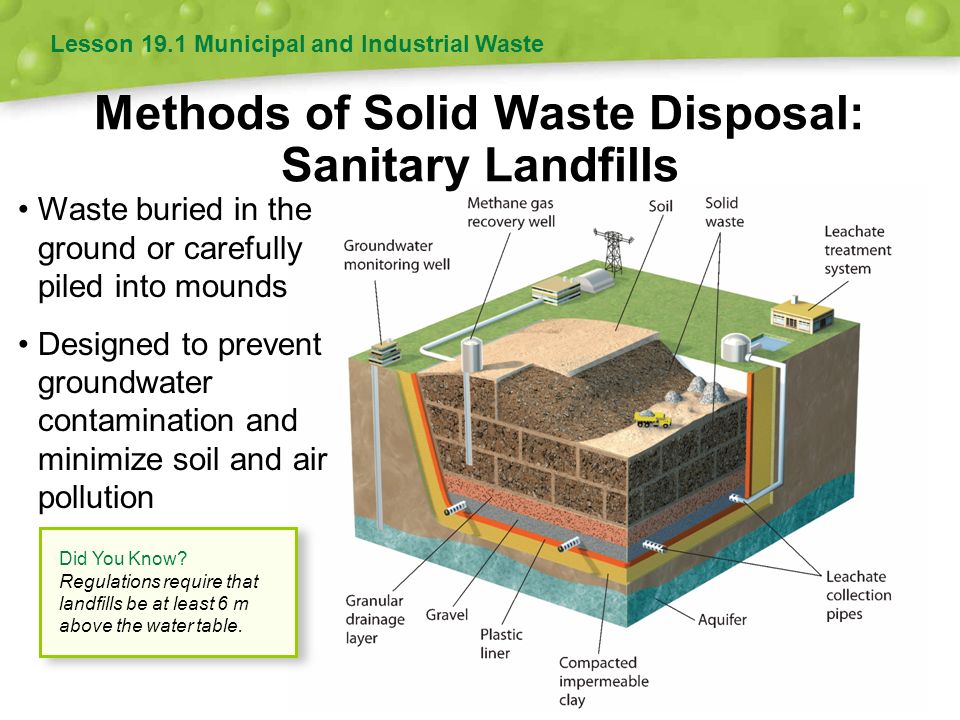 Lesson 19.1 Municipal and Industrial Waste
Methods of Solid Waste Disposal:
Sanitary Landfills
• Waste buried in the
ground or carefully
piled into mounds
• Designed to prevent
groundwater
contamination and
minimize soil and air
pollution
Did You Know?
Regulations require that
landfills be at least 6 m
above the water table.
Groundwater
monitoring well
Methane gas
recovery well
Soil
Solid
waste
Leachate
treatment
system
Granular
drainage
layer
Gravel
Plastic
liner
Compacted
impermeable
clay
Aquifer
Leachate
collection
pipes